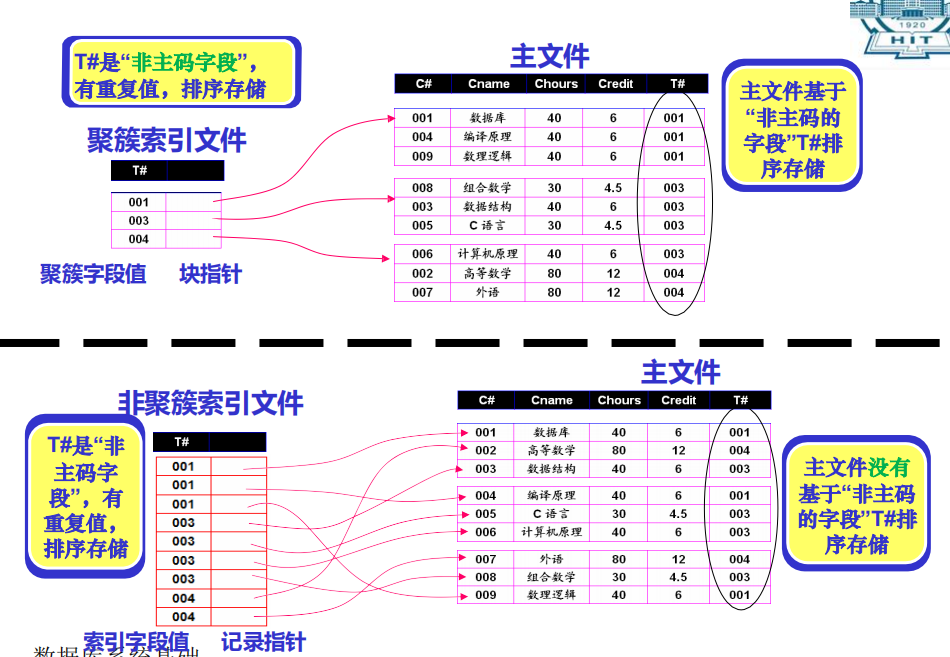 1920
HIT
T#是“非主码字段”，
有重复值，排序存储
主文件
C# Cname Chours Credit T#
001 数据库 40 6 001
004 编译原理 40 6 001
009 数理逻辑 40 6 001
008 组合数学 30 4.5 003
003 数据结构 40 6 003
005 C 语言 30 4.5 003
006 计算机原理 40 6 003
002 高等数学 80 12 004
007 外语 80 12 004
主文件基于
“非主码的
字段”T#排
序存储
聚簇索引文件
T#
001
003
004
聚簇字段值 块指针
主文件
C# Cname Chours Credit T#
001 数据库 40 6 001
002 高等数学 80 12 004
003 数据结构 40 6 003
004 编译原理 40 6 001
005 C 语言 30 4.5 003
006 计算机原理 40 6 003
007 外语 80 12 004
008 组合数学 30 4.5 003
009 数理逻辑 40 6 001
非聚簇索引文件
T#是“非
主码字
段”，有
重复值，
排序存储
T#
001
001
001
003
003
003
003
004
004
主文件没有
基于“非主码
的字段”T#排
序存储
索引字段值 记录指针
数据库系统基础